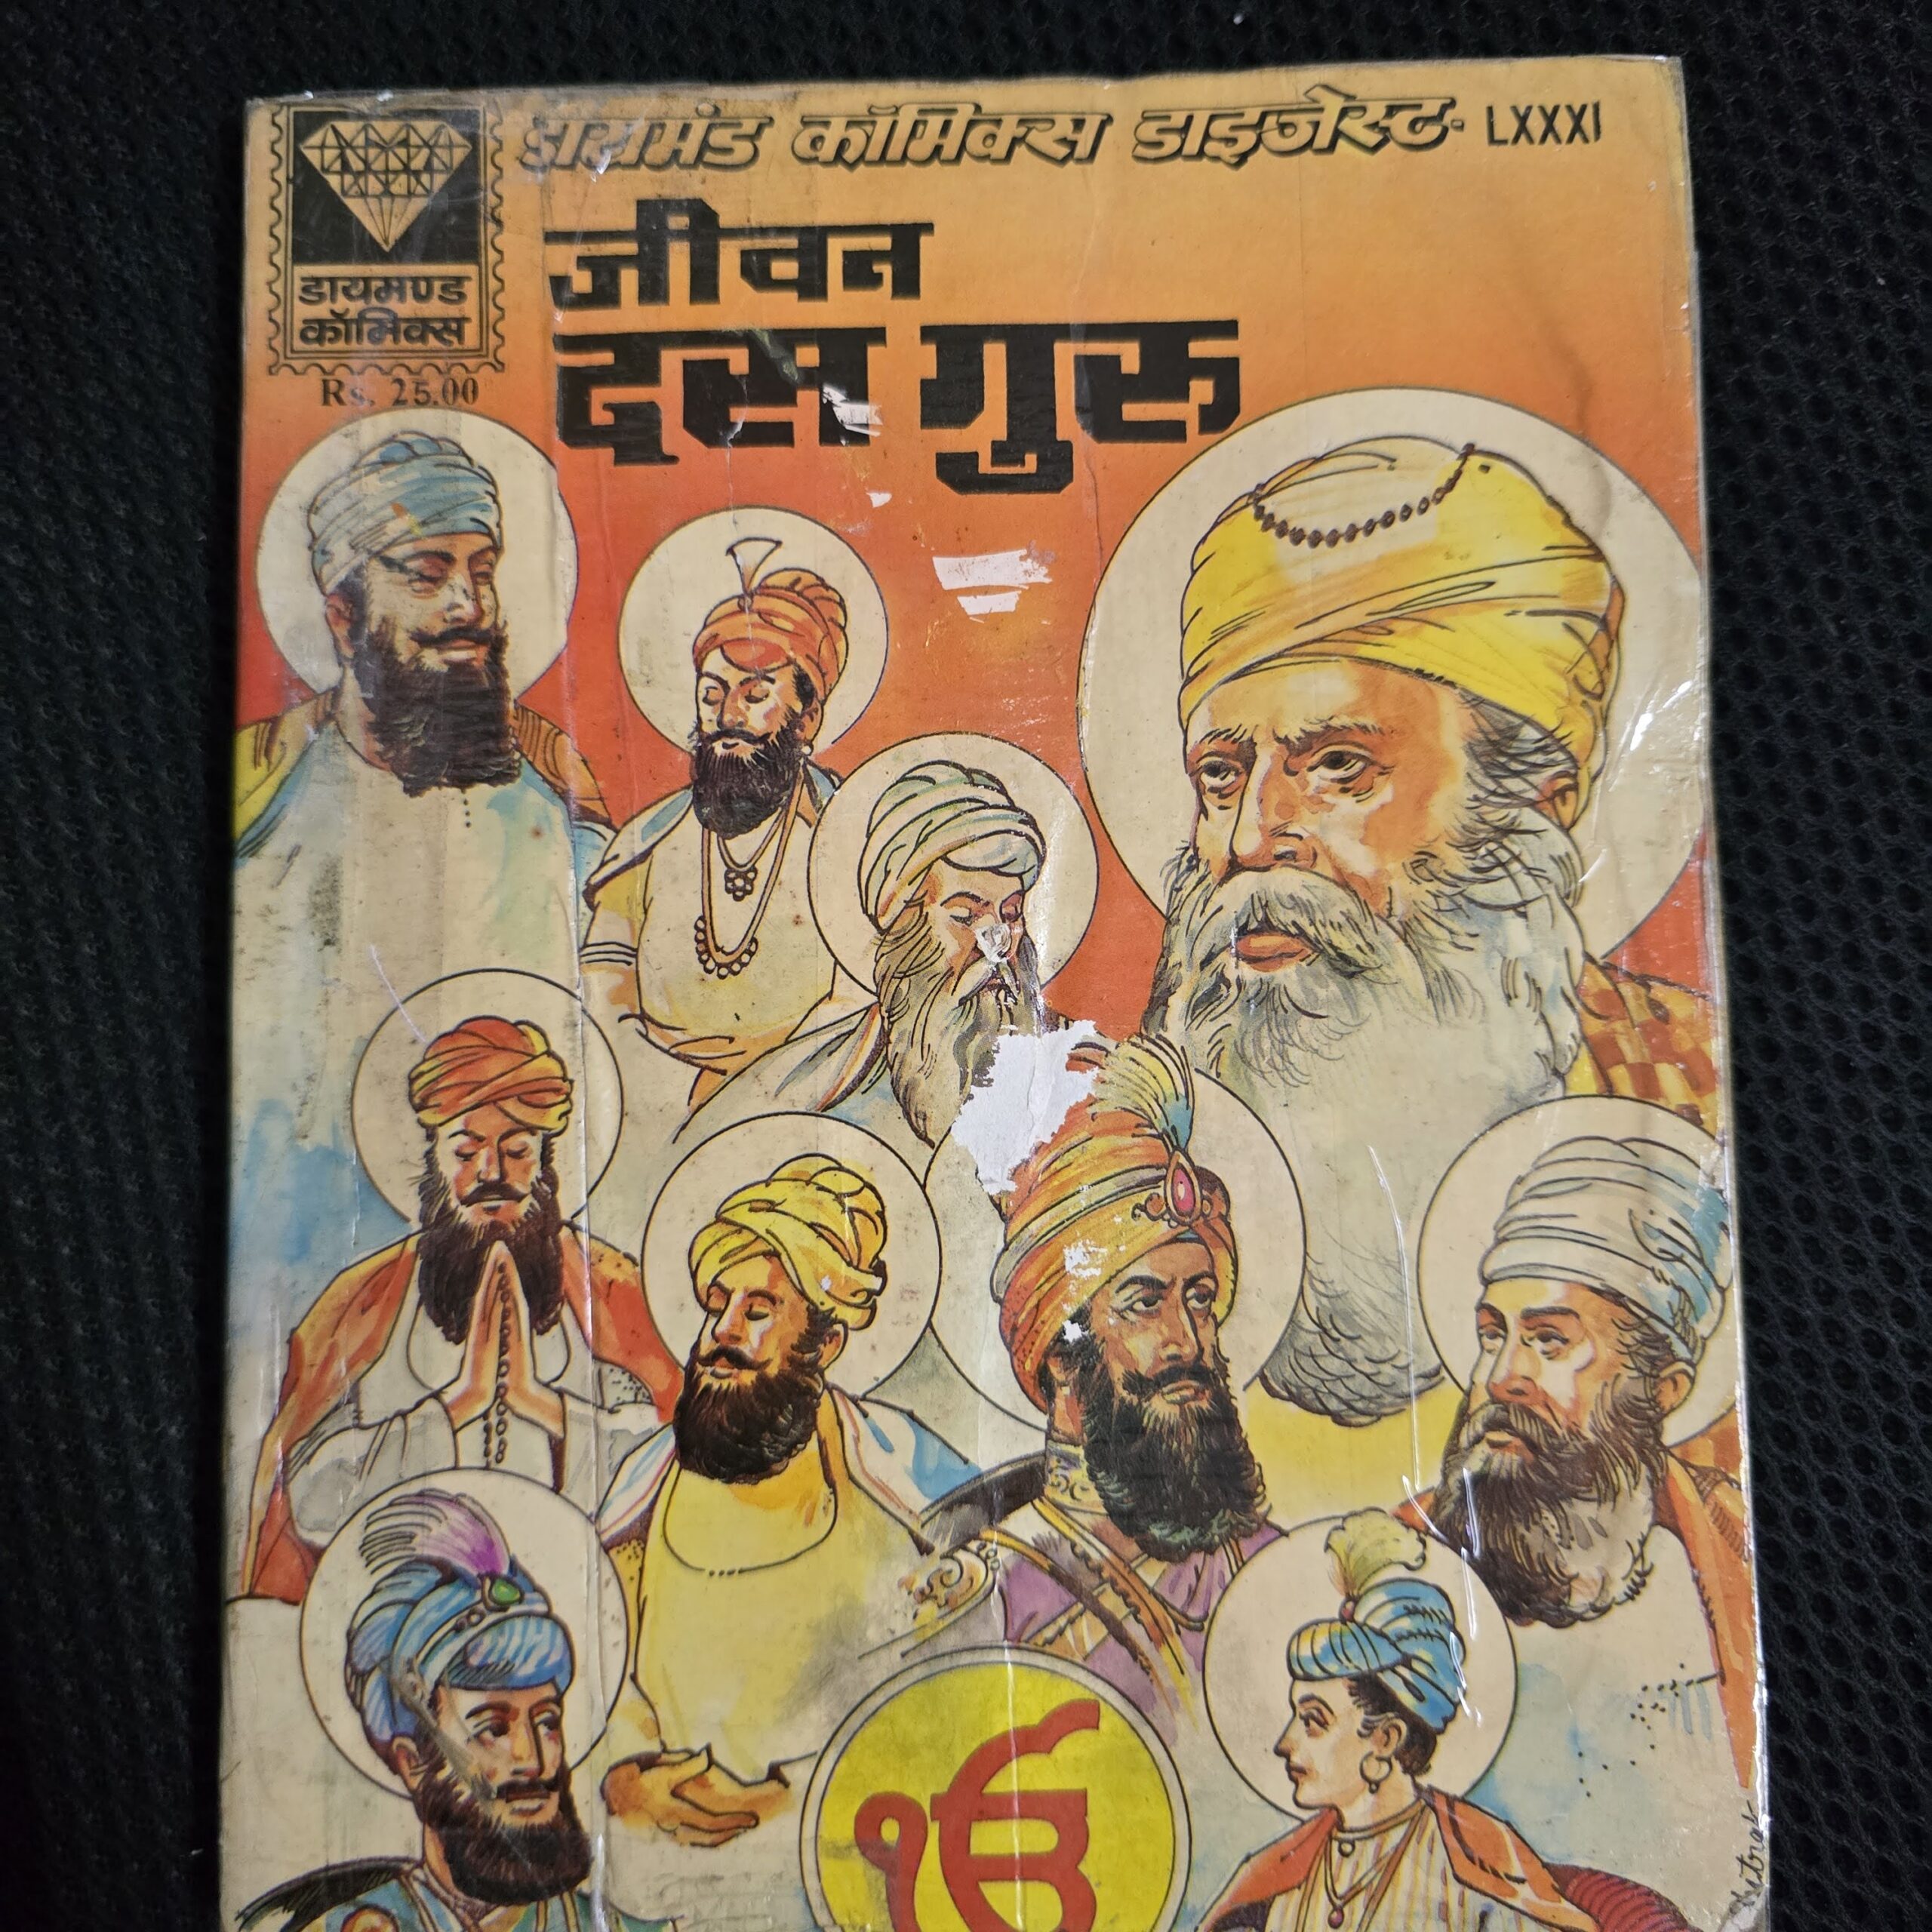 डायमंड कॉमिक्स डाइजेस्ट- LXXXI
डायमण्ड
कॉमिक्स
Rs. 25.00
जीवन
दस गुरु
ੴ